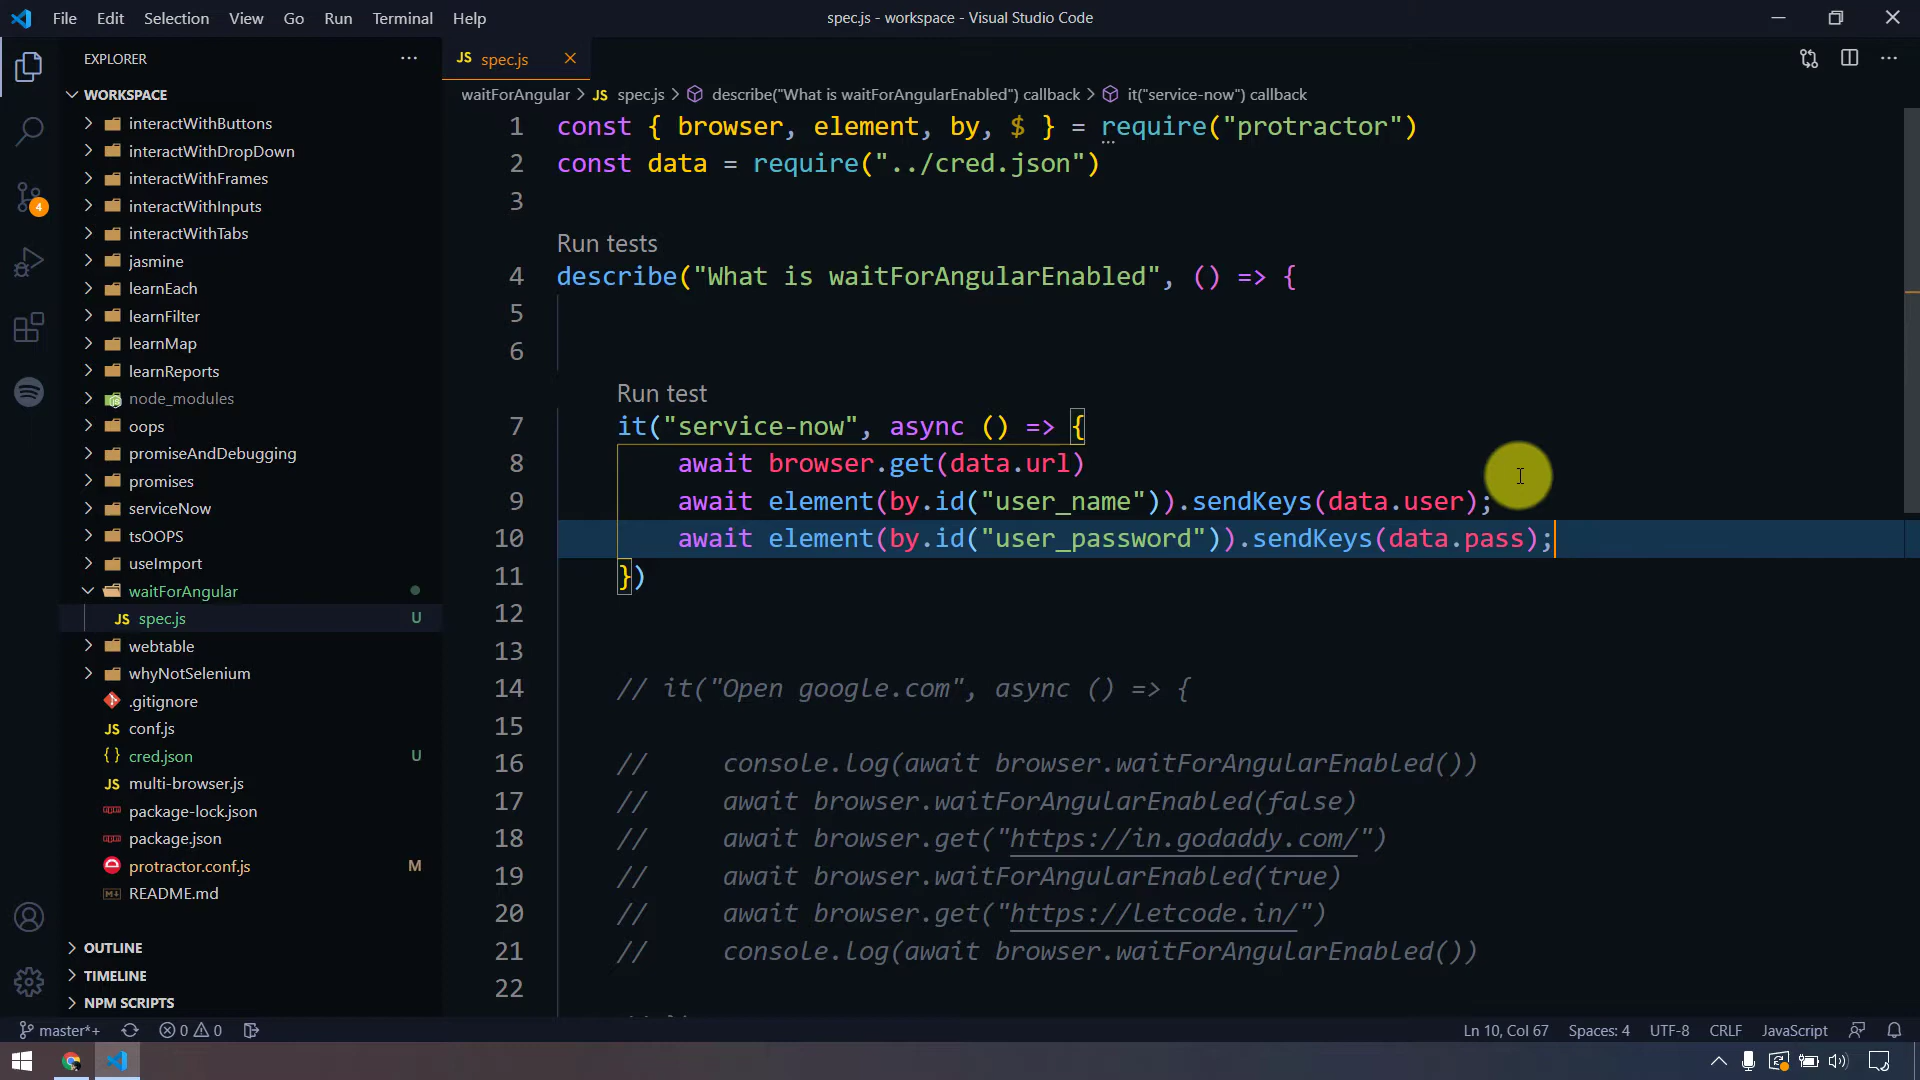 File Edit Selection View Go Run Terminal Help
spec.js - workspace - Visual Studio Code
EXPLORER
WORKSPACE
interactWithButtons
interactWithDropDown
interactWithFrames
interactWithInputs
interactWithTabs
jasmine
learnEach
learnFilter
learnMap
learnReports
node_modules
oops
promiseAndDebugging
promises
serviceNow
tsOOPS
useImport
waitForAngular
JS spec.js U
webtable
whyNotSelenium
.gitignore
JS conf.js
{ } cred.json U
JS multi-browser.js
package-lock.json
package.json
protractor.conf.js M
README.md
OUTLINE
TIMELINE
NPM SCRIPTS
4
JS spec.js
waitForAngular > JS spec.js > describe("What is waitForAngularEnabled") callback > it("service-now") callback
1 const { browser, element, by, $ } = require("protractor")
2 const data = require("../cred.json")
3
Run tests
4 describe("What is waitForAngularEnabled", () => {
5
6
Run test
7 it("service-now", async () => {
8 await browser.get(data.url)
9 await element(by.id("user_name")).sendKeys(data.user);
10 await element(by.id("user_password")).sendKeys(data.pass);
11 })
12
13
14 // it("Open google.com", async () => {
15
16 // console.log(await browser.waitForAngularEnabled())
17 // await browser.waitForAngularEnabled(false)
18 // await browser.get("https://in.godaddy.com/")
19 // await browser.waitForAngularEnabled(true)
20 // await browser.get("https://letcode.in/")
21 // console.log(await browser.waitForAngularEnabled())
22
master*+ 0 0 Ln 10, Col 67 Spaces: 4 UTF-8 CRLF JavaScript